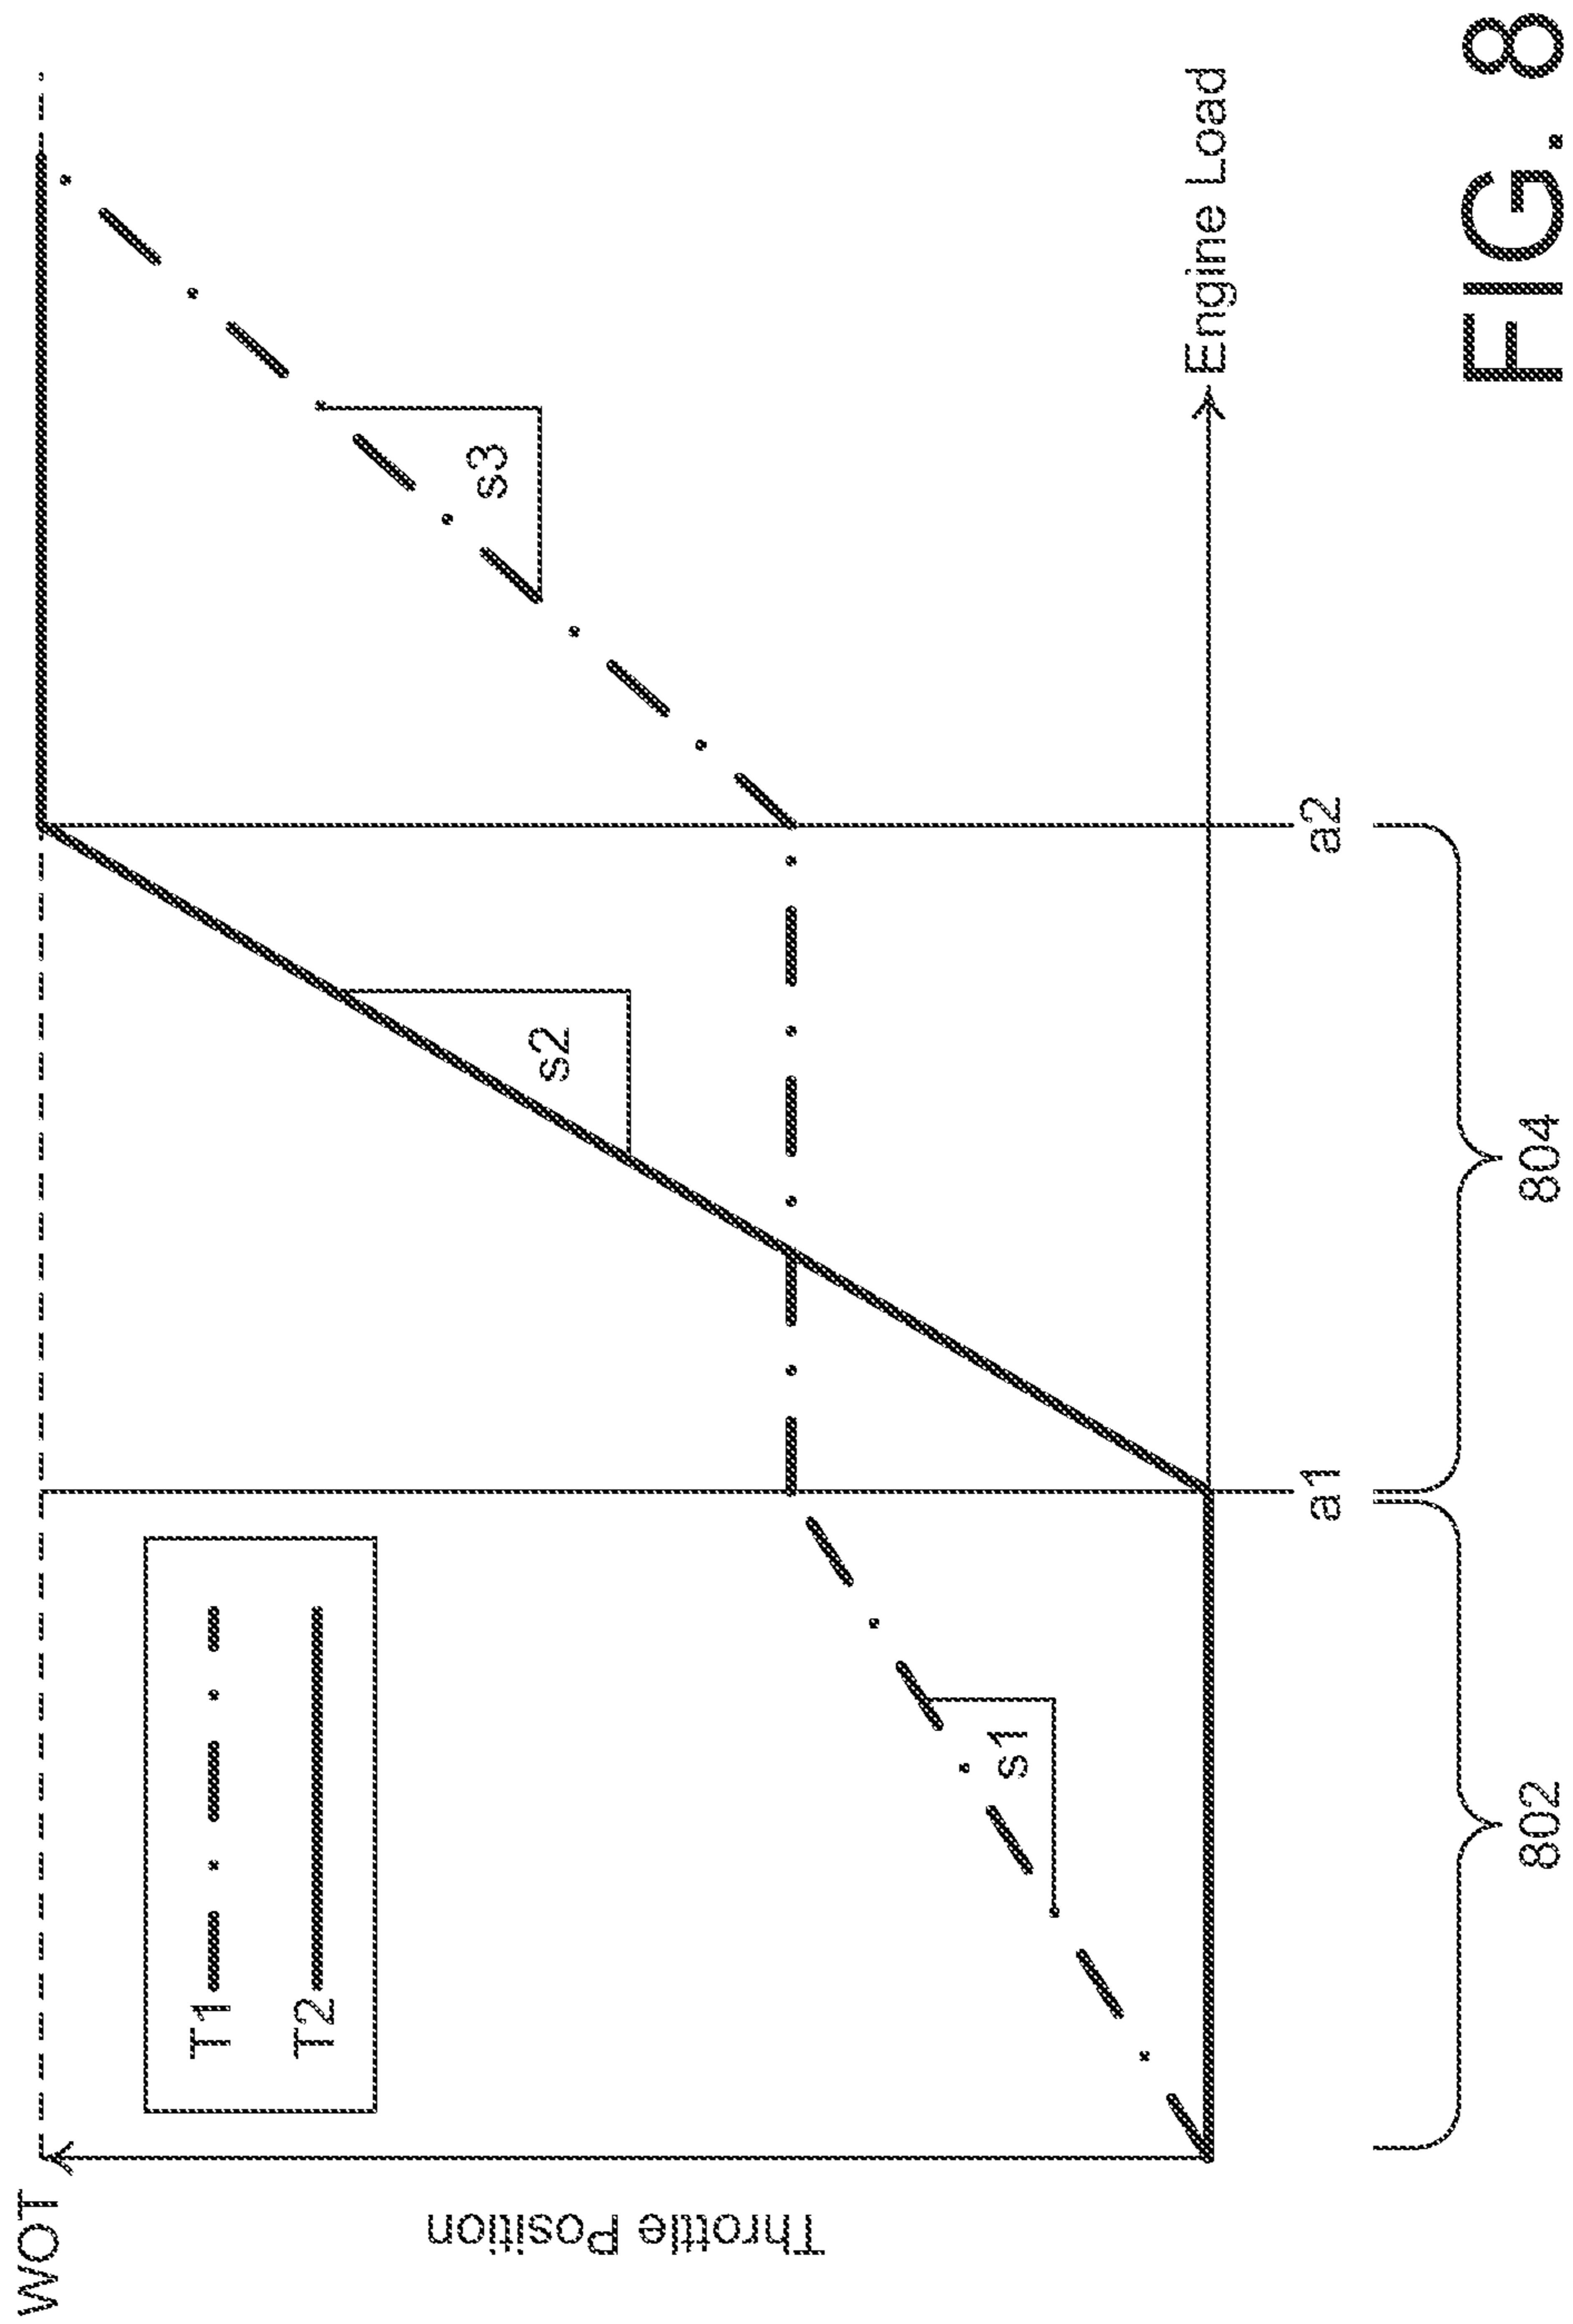 WOT
T1
T2
Throttle Position
s1
s2
s3
Engine Load
a1
a2
802
804
FIG. 8